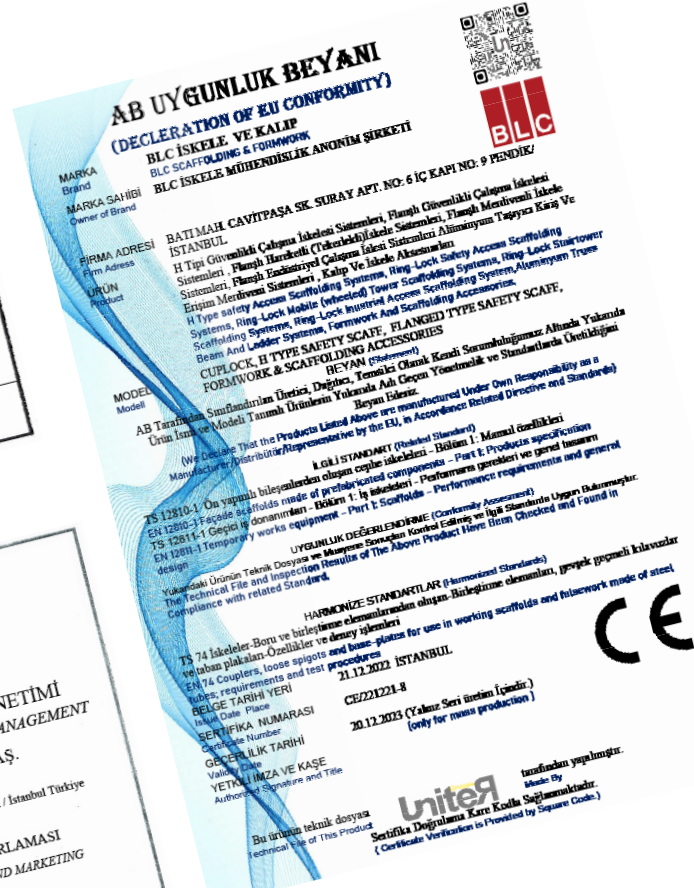 AB UYGUNLUK BEYANI
(DECLERATION OF EU CONFORMITY)
UniteR
BLC
MARKA
Brand
BLC İSKELE VE KALIP
BLC SCAFFOLDING & FORMWORK
MARKA SAHİBİ
Owner of Brand
BLC İSKELE MÜHENDİSLİK ANONİM ŞİRKETİ
FİRMA ADRESİ
Firm Adress
BATI MAH. CAVİTPAŞA SK. SURAY APT. NO: 6 İÇ KAPI NO: 9 PENDİK/
İSTANBUL
ÜRÜN
Product
H Tipi Güvenlikli Çalışma İskelesi Sistemleri, Flanşlı Güvenlikli Çalışma İskelesi
Sistemleri , Flanşlı Hareketli (Tekerlekli)İskele Sistemleri, Flanşlı Merdivenli İskele
Sistemleri, Flanşlı Endüstriyel Çalışma İslesi Sistemleri Alüminyum Taşıyıcı Kiriş Ve
Erişim Merdiveni Sistemleri , Kalıp Ve İskele Aksesuarları
H Type safety Access Scaffolding Systems, Ring-Lock Safety Access Scaffolding
Systems, Ring-Lock Mobile (wheeled) Tower Scaffolding Systems, Ring-Lock Stairtower
Scaffolding Systems, Ring-Lock Inustrial Access Scaffolding System, Aluminyum Truss
Beam And Ladder Systems, Formwork And Scaffolding Accessories.
MODEL
Modell
CUPLOCK, H TYPE SAFETY SCAFF, FLANGED TYPE SAFETY SCAFF,
FORMWORK & SCAFFOLDING ACCESSORIES
BEYAN (Statement)
AB Tarafından Sınıflandırılan Üretici, Dağıtıcı, Temsilci Olarak Kendi Sorumluluğumuz Altında Yukarıda
Ürün İsmi ve Modeli Tanımlı Ürünlerin Yukarıda Adı Geçen Yönetmelik ve Standartlarda Üretildiğini
Beyan Ederiz.
(We Declare That the Products Listed Above are manufactured Under Own Responsibility as a
Manufacturer/Distribütür/Representative by the EU, in Accordance Related Directive and Standards)
İLGİLİ STANDART (Related Standard)
TS 12810-1 Ön yapımlı bileşenlerden oluşan cephe iskeleleri - Bölüm 1: Mamul özellikleri
EN 12810-1 Façade scaffolds made of prefabricated components - Part 1: Products specification
TS 12811-1 Geçici iş donanımları - Bölüm 1: İş iskeleleri - Performans gerekleri ve genel tasarım
EN 12811-1 Temporary works equipment - Part 1: Scaffolds - Performance requirements and general
design
UYGUNLUK DEĞERLENDİRME (Conformity Assesment)
Yukarıdaki Ürünün Teknik Dosyası ve Muayene Sonuçları Kontrol Edilmiş ve İlgili Standarda Uygun Bulunmuştur.
The Technical File and Inspection Results of The Above Product Have Been Checked and Found in
Compliance with related Standard.
HARMONİZE STANDARTLAR (Harmonized Standards)
TS 74 İskeleler-Boru ve birleştirme elemanlarından oluşan-Birleştirme elemanları, gevşek geçmeli kılavuzlar
ve taban plakaları-Özellikler ve deney işlemleri
EN 74 Couplers, loose spigots and base-plates for use in working scaffolds and falsework made of steel
tubes; requirements and test procedures
BELGE TARİHİ YERİ
Issue Date Place
21.12.2022 İSTANBUL
SERTİFİKA NUMARASI
Certificate Number
CE/221221-8
GEÇERLİLİK TARİHİ
Validity Date
20.12.2023 (Yalnız Seri üretim İçindir.)
(only for mass production )
YETKİLİ İMZA VE KAŞE
Authorized Signature and Title
CE
Bu ürünün teknik dosyası
Technical File of This Product
UniteR
tarafından yapılmıştır.
Made By
Sertifika Doğrulama Kare Kodla Sağlanmaktadır.
( Certificate Verification is Provided by Square Code.)
NETİMİ
ANAGEMENT
AŞ.
/ İstanbul Türkiye
RLAMASI
ND MARKETING